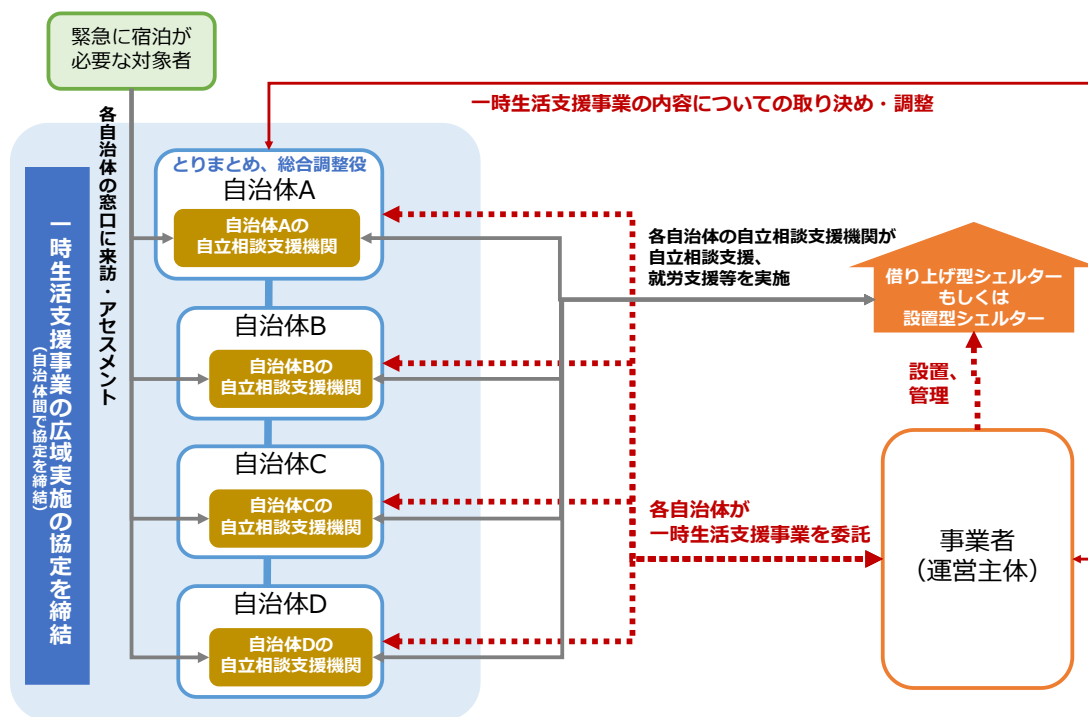 緊急に宿泊が
必要な対象者
一時生活支援事業の内容についての取り決め・調整
各自治体の窓口に来訪・アセスメント
一時生活支援事業の広域実施の協定を締結
（自治体間で協定を締結）
とりまとめ、総合調整役
自治体A
自治体Aの
自立相談支援機関
自治体B
自治体Bの
自立相談支援機関
自治体C
自治体Cの
自立相談支援機関
自治体D
自治体Dの
自立相談支援機関
各自治体の自立相談支援機関が
自立相談支援、
就労支援等を実施
借り上げ型シェルター
もしくは
設置型シェルター
設置、
管理
各自治体が
一時生活支援事業を委託
事業者
（運営主体）